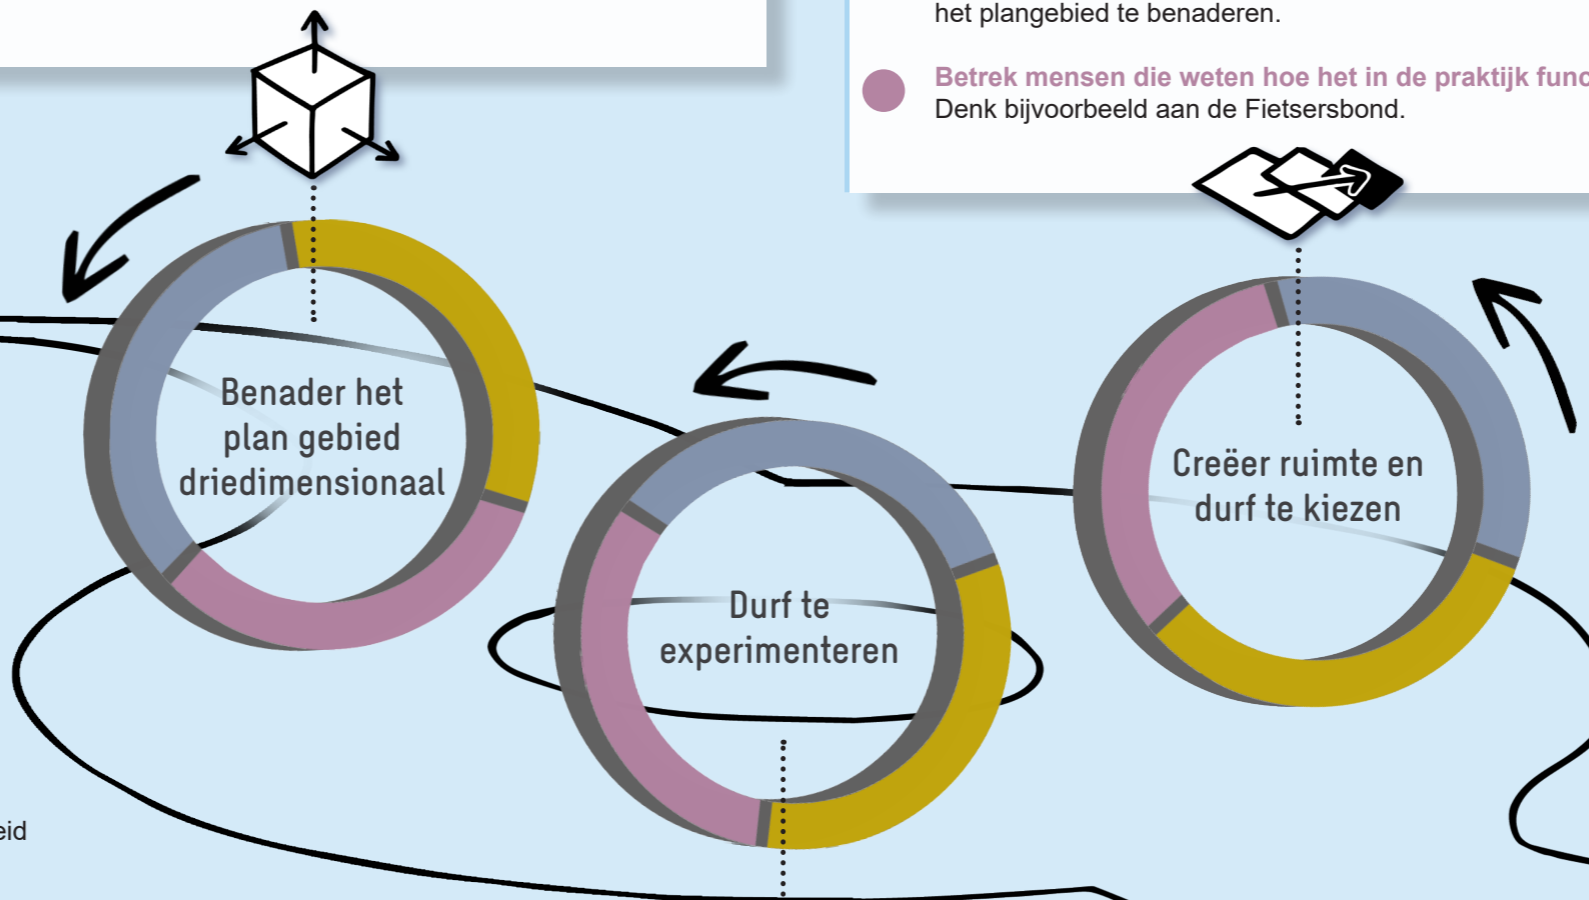 het plangebied te benaderen.
Betrek mensen die weten hoe het in de praktijk func
Denk bijvoorbeeld aan de Fietsersbond.
Benader het
plan gebied
driedimensionaal
Creëer ruimte en
durf te kiezen
Durf te
experimenteren
eid